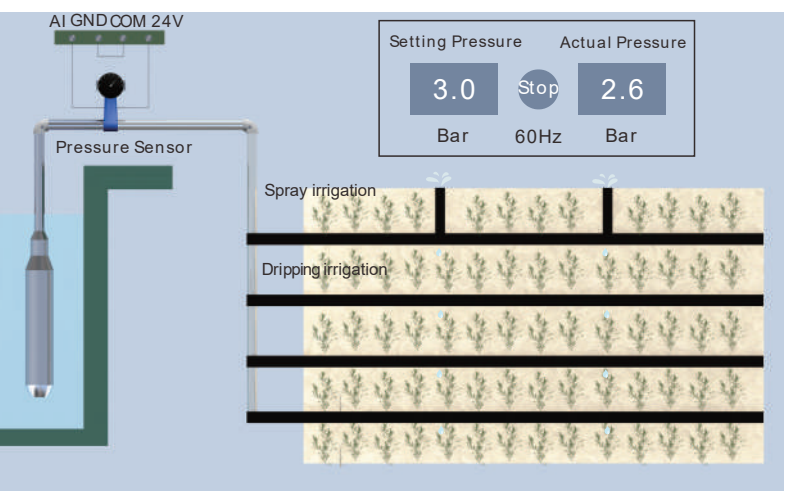 AI GND COM 24V
Setting Pressure
Actual Pressure
3.0
Stop
2.6
Bar
60Hz
Bar
Pressure Sensor
Spray irrigation
Dripping irrigation